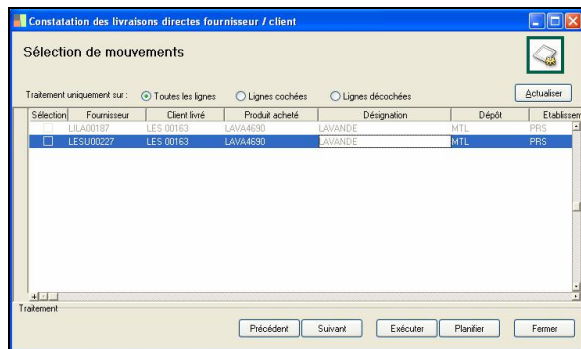 Constatation des livraisons directes fournisseur / client
Sélection de mouvements
Traitement uniquement sur : Toutes les lignes Lignes cochées Lignes décochées Actualiser
Sélection Fournisseur Client livré Produit acheté Désignation Dépôt Etablissem
LILA00187 LES 00163 LAVA4690 LAVANDE MTL PRS
LESU00227 LES 00163 LAVA4690 LAVANDE MTL PRS
Traitement
Précédent Suivant Exécuter Planifier Fermer